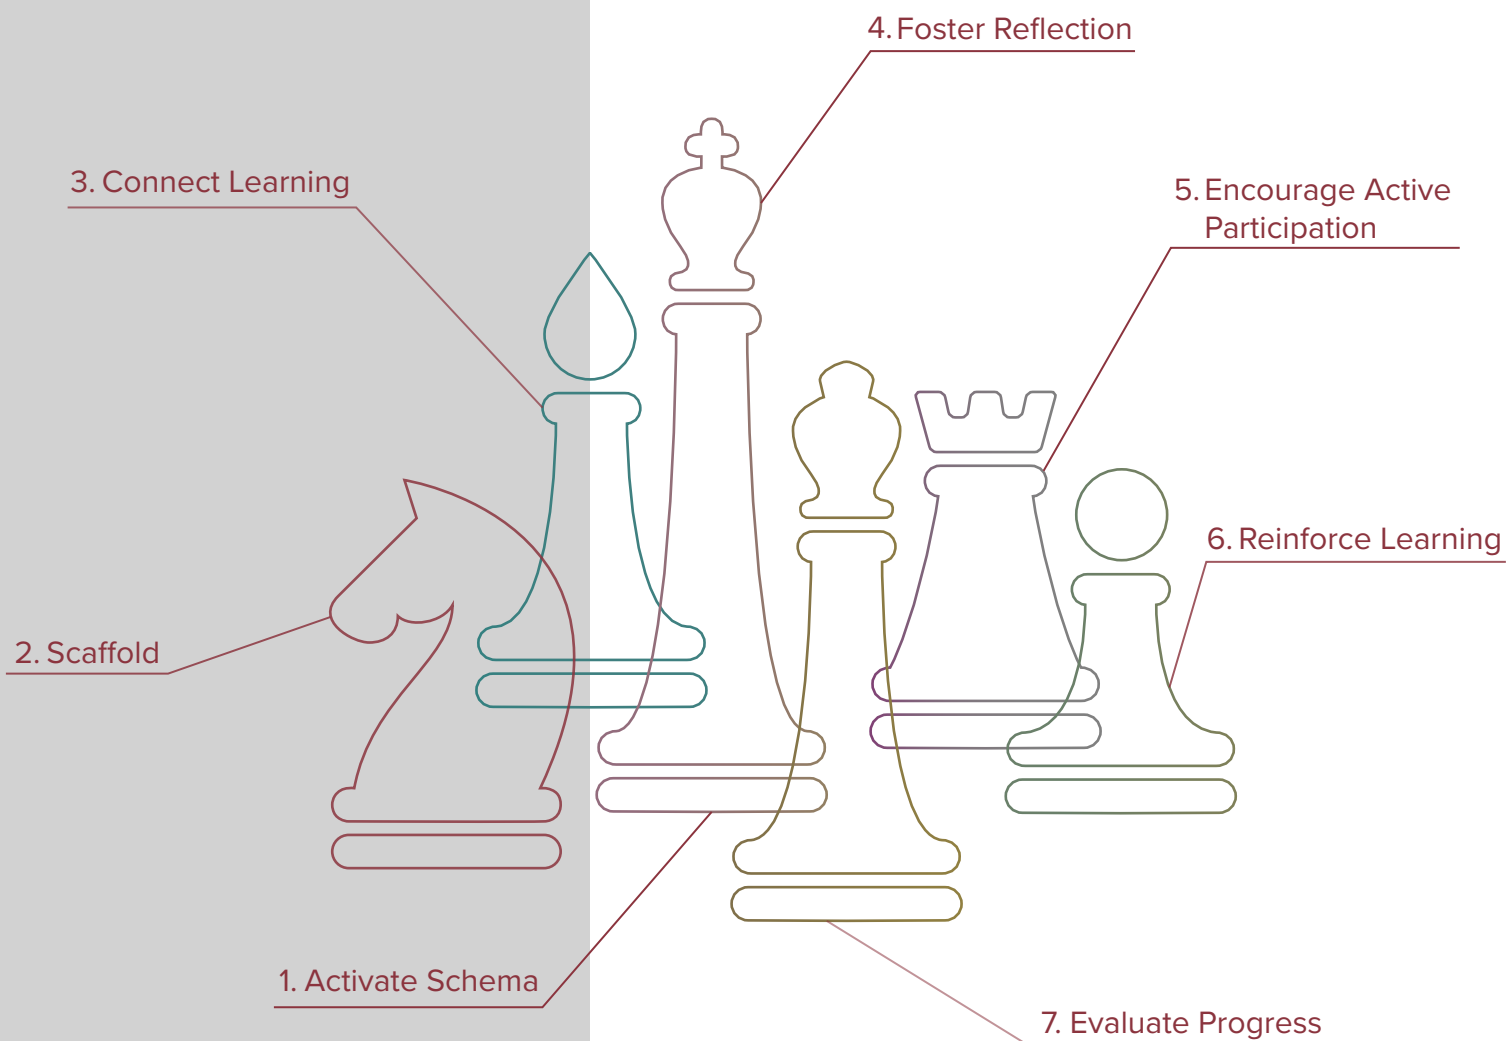 4. Foster Reflection
3. Connect Learning
5. Encourage Active
Participation
6. Reinforce Learning
2. Scaffold
1. Activate Schema
7. Evaluate Progress